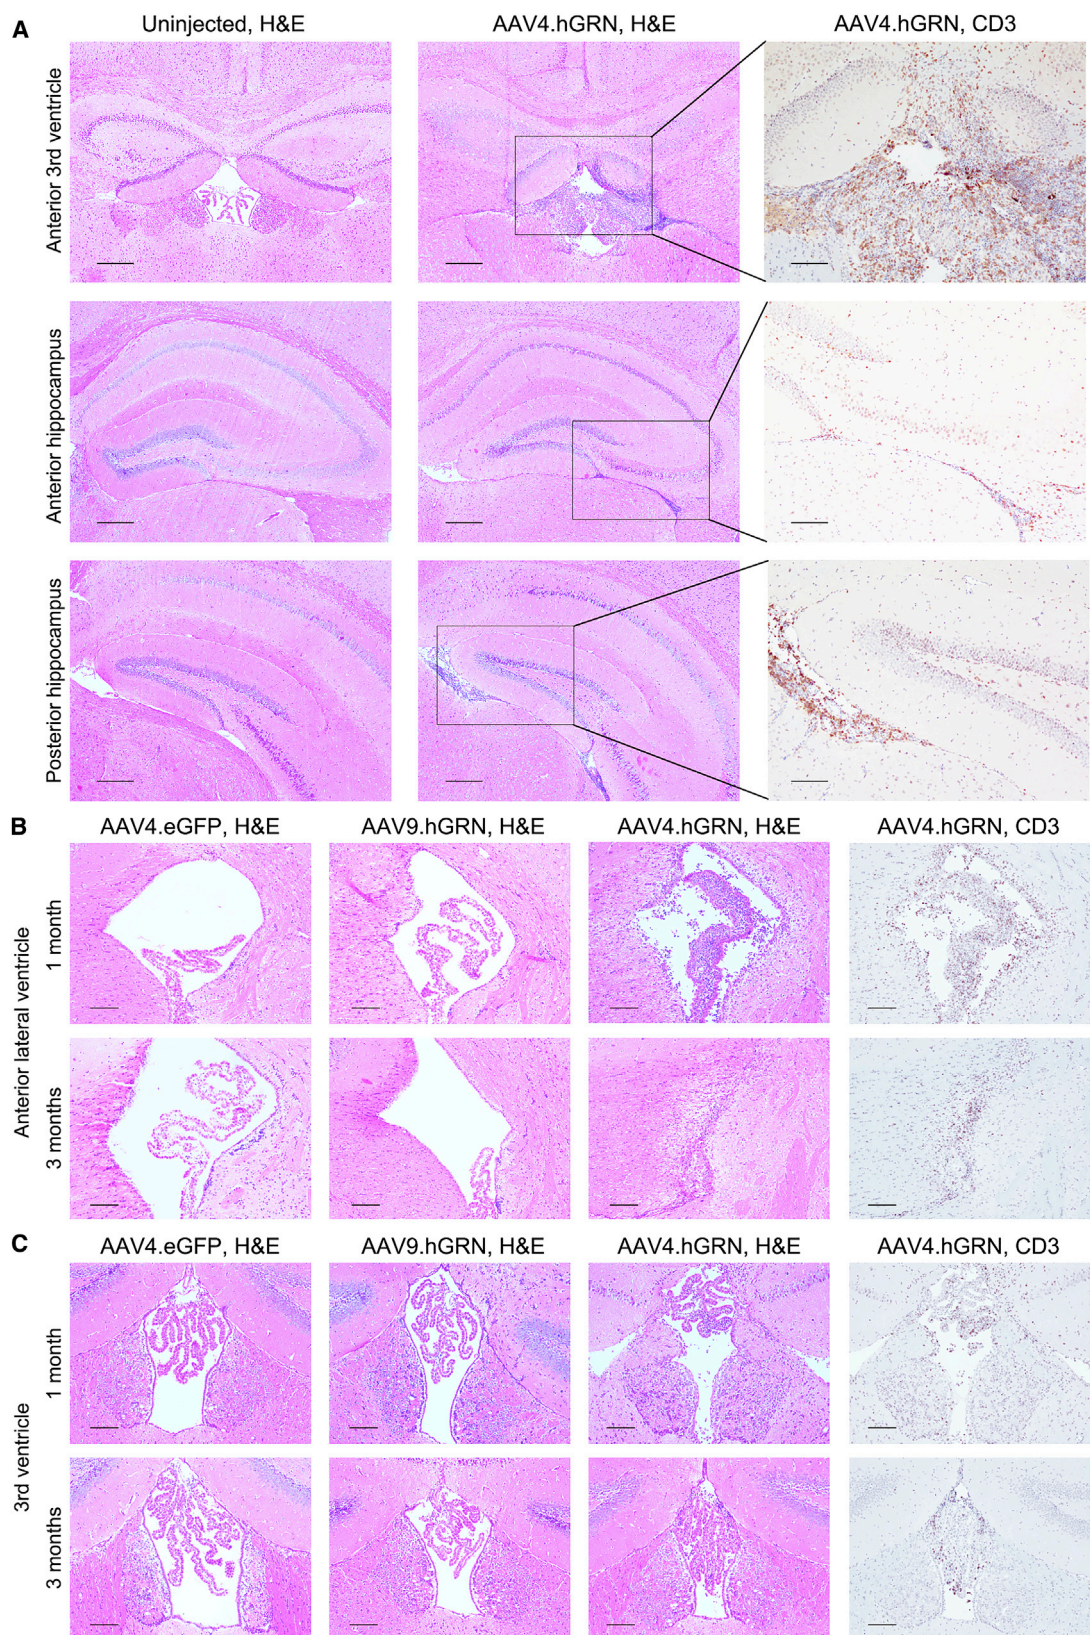 A
Uninjected, H&E
AAV4.hGRN, H&E
AAV4.hGRN, CD3
Anterior 3rd ventricle
Anterior hippocampus
Posterior hippocampus
B
AAV4.eGFP, H&E
AAV9.hGRN, H&E
AAV4.hGRN, H&E
AAV4.hGRN, CD3
Anterior lateral ventricle
1 month
3 months
C
AAV4.eGFP, H&E
AAV9.hGRN, H&E
AAV4.hGRN, H&E
AAV4.hGRN, CD3
3rd ventricle
1 month
3 months